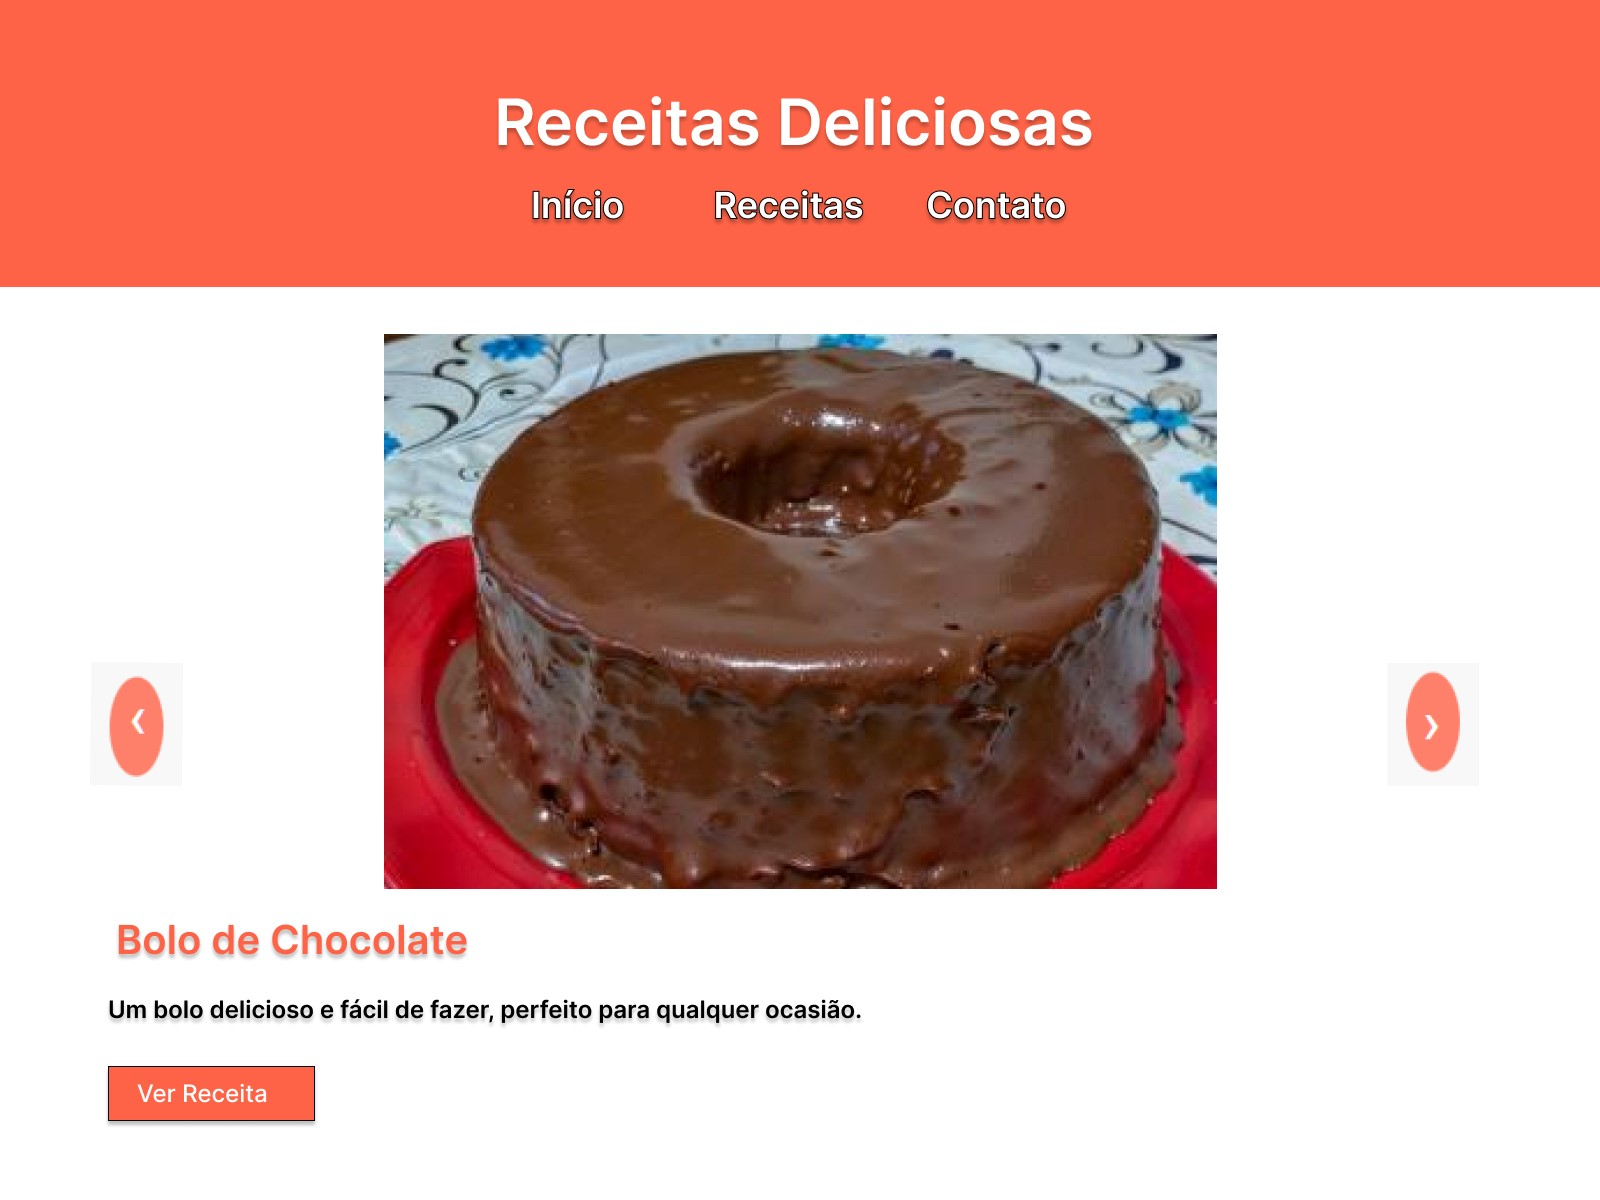 Receitas Deliciosas
Início Receitas Contato
❮
❯
Bolo de Chocolate
Um bolo delicioso e fácil de fazer, perfeito para qualquer ocasião.
Ver Receita